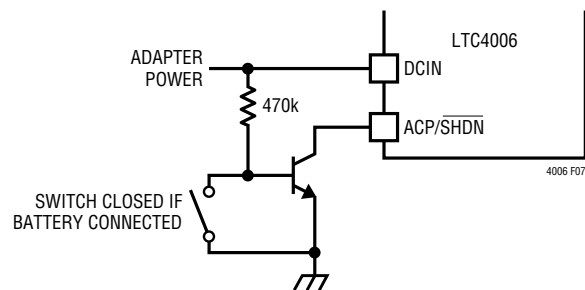 LTC4006
ADAPTER
POWER
DCIN
470k
ACP/SHDN
4006 F07
SWITCH CLOSED IF
BATTERY CONNECTED